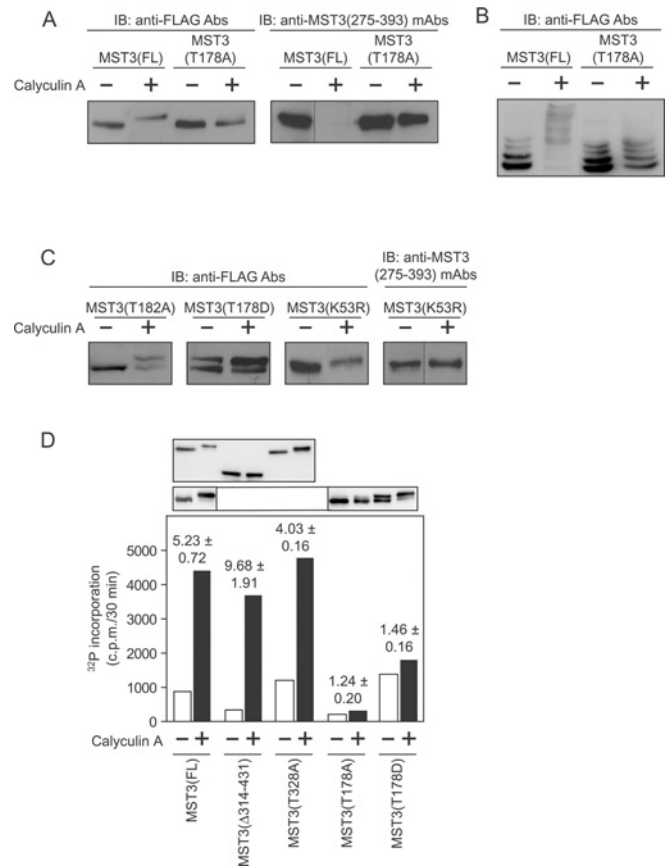 A
IB: anti-FLAG Abs
IB: anti-MST3(275-393) mAbs
MST3(FL)
MST3
(T178A)
MST3(FL)
MST3
(T178A)
Calyculin A
− + − + − + − +
B
IB: anti-FLAG Abs
MST3(FL)
MST3
(T178A)
− + − +
C
IB: anti-FLAG Abs
IB: anti-MST3
(275-393) mAbs
MST3(T182A) MST3(T178D) MST3(K53R) MST3(K53R)
Calyculin A − + − + − + − +
D
5.23 ±
0.72
9.68 ±
1.91
4.03 ±
0.16
1.24 ±
0.20
1.46 ±
0.16
³²P incorporation
(c.p.m./30 min)
5000
4000
3000
2000
1000
0
Calyculin A − + − + − + − + − +
MST3(FL)
MST3(Δ314-431)
MST3(T328A)
MST3(T178A)
MST3(T178D)